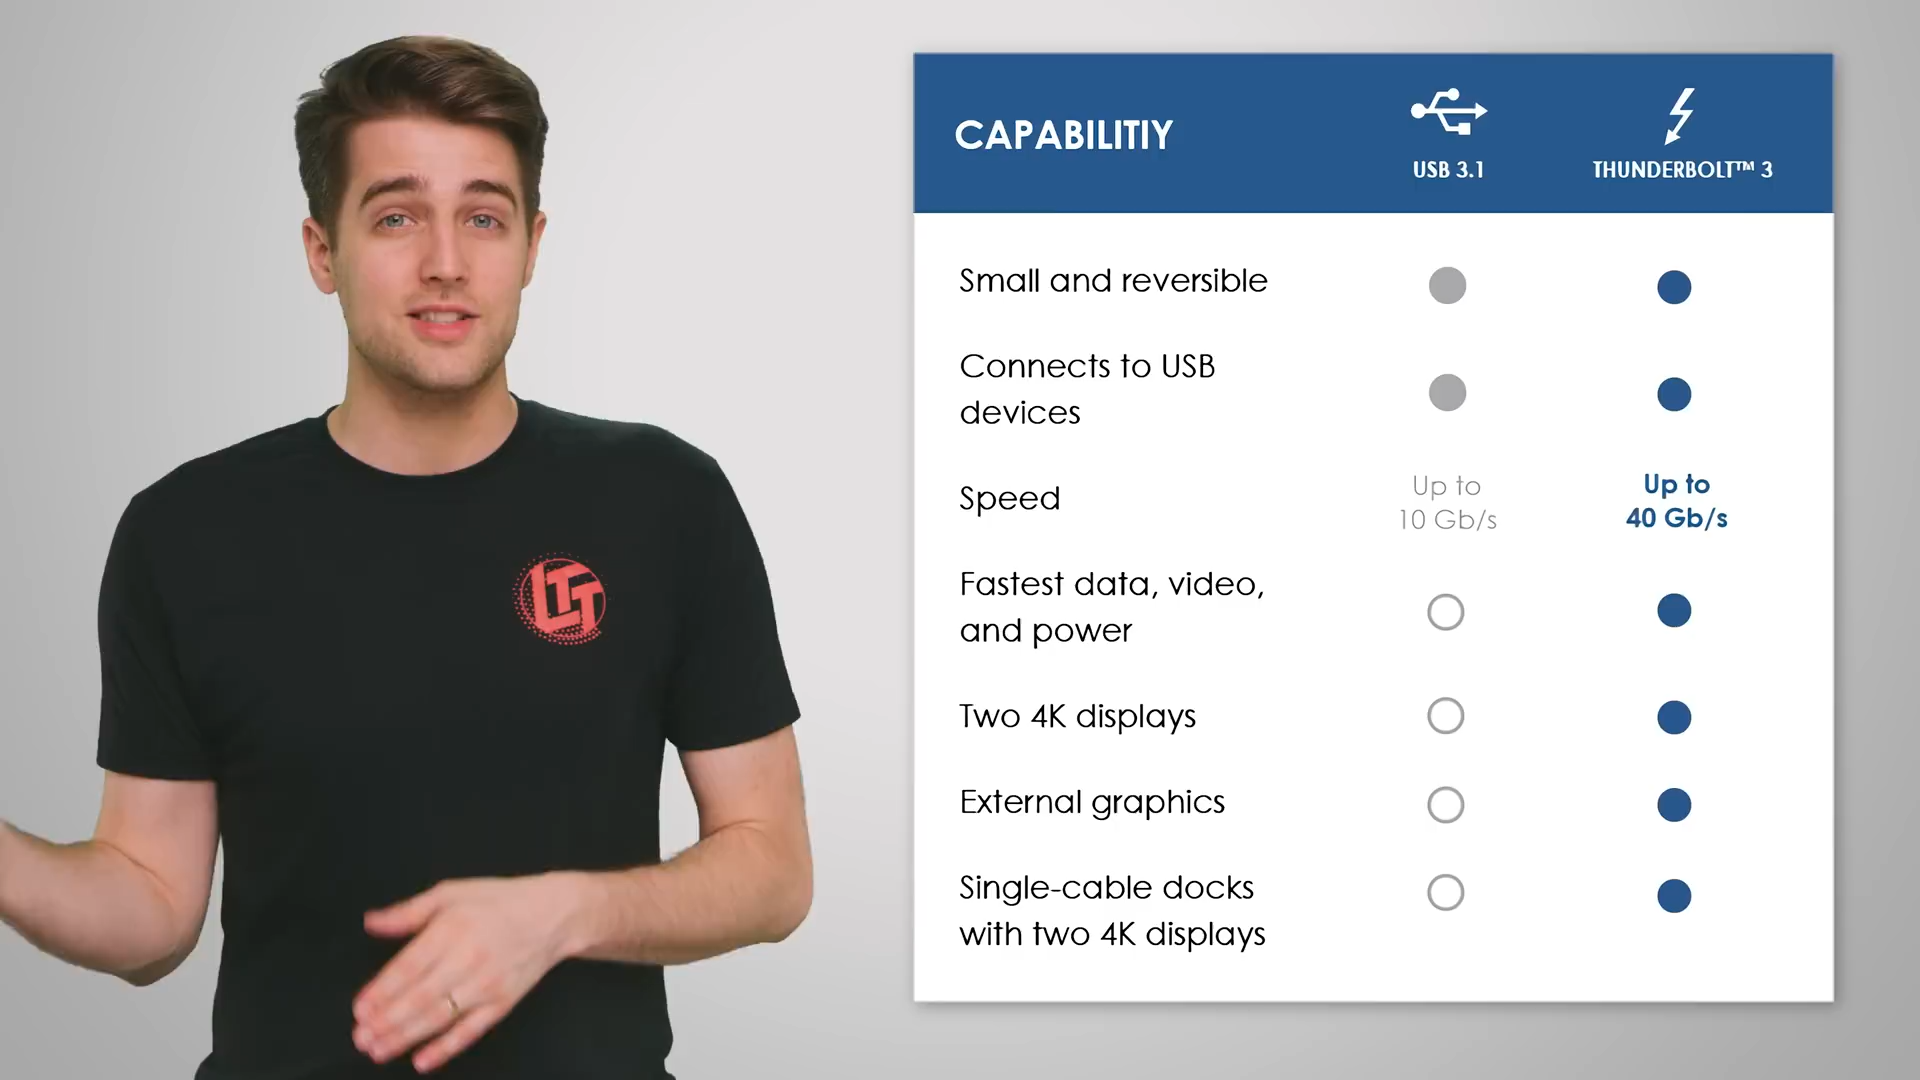 CAPABILITIY
USB 3.1
THUNDERBOLT™ 3
Small and reversible
Connects to USB
devices
Speed
Up to
10 Gb/s
Up to
40 Gb/s
Fastest data, video,
and power
Two 4K displays
External graphics
Single-cable docks
with two 4K displays
LTT